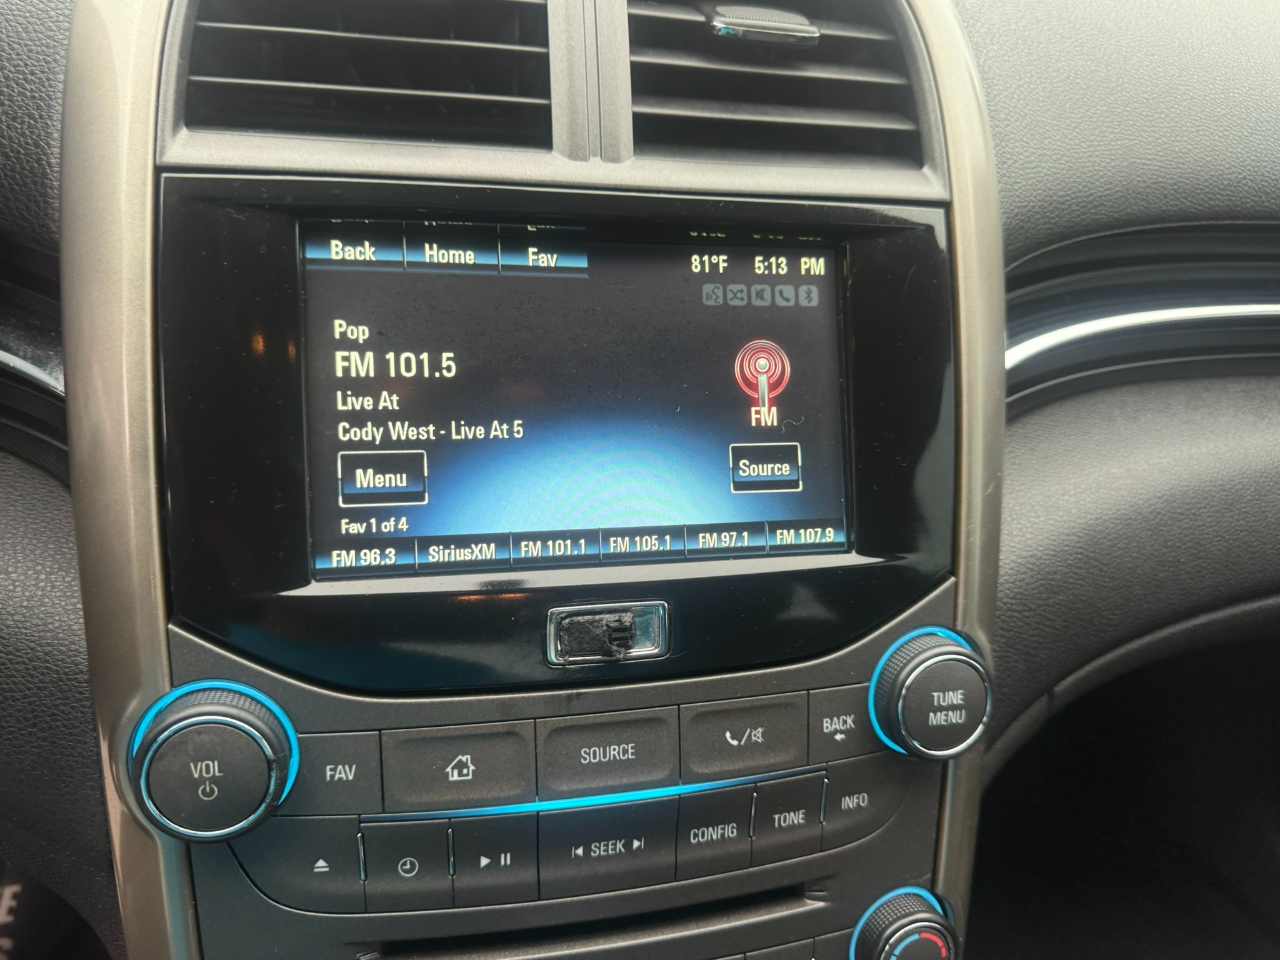 Back Home Fav
81°F 5:13 PM
Pop
FM 101.5
Live At
Cody West - Live At 5
FM
Menu
Source
Fav 1 of 4
FM 96.3 SiriusXM FM 101.1 FM 105.1 FM 97.1 FM 107.9
VOL
FAV
SOURCE
BACK
TUNE
MENU
SEEK
CONFIG
TONE
INFO